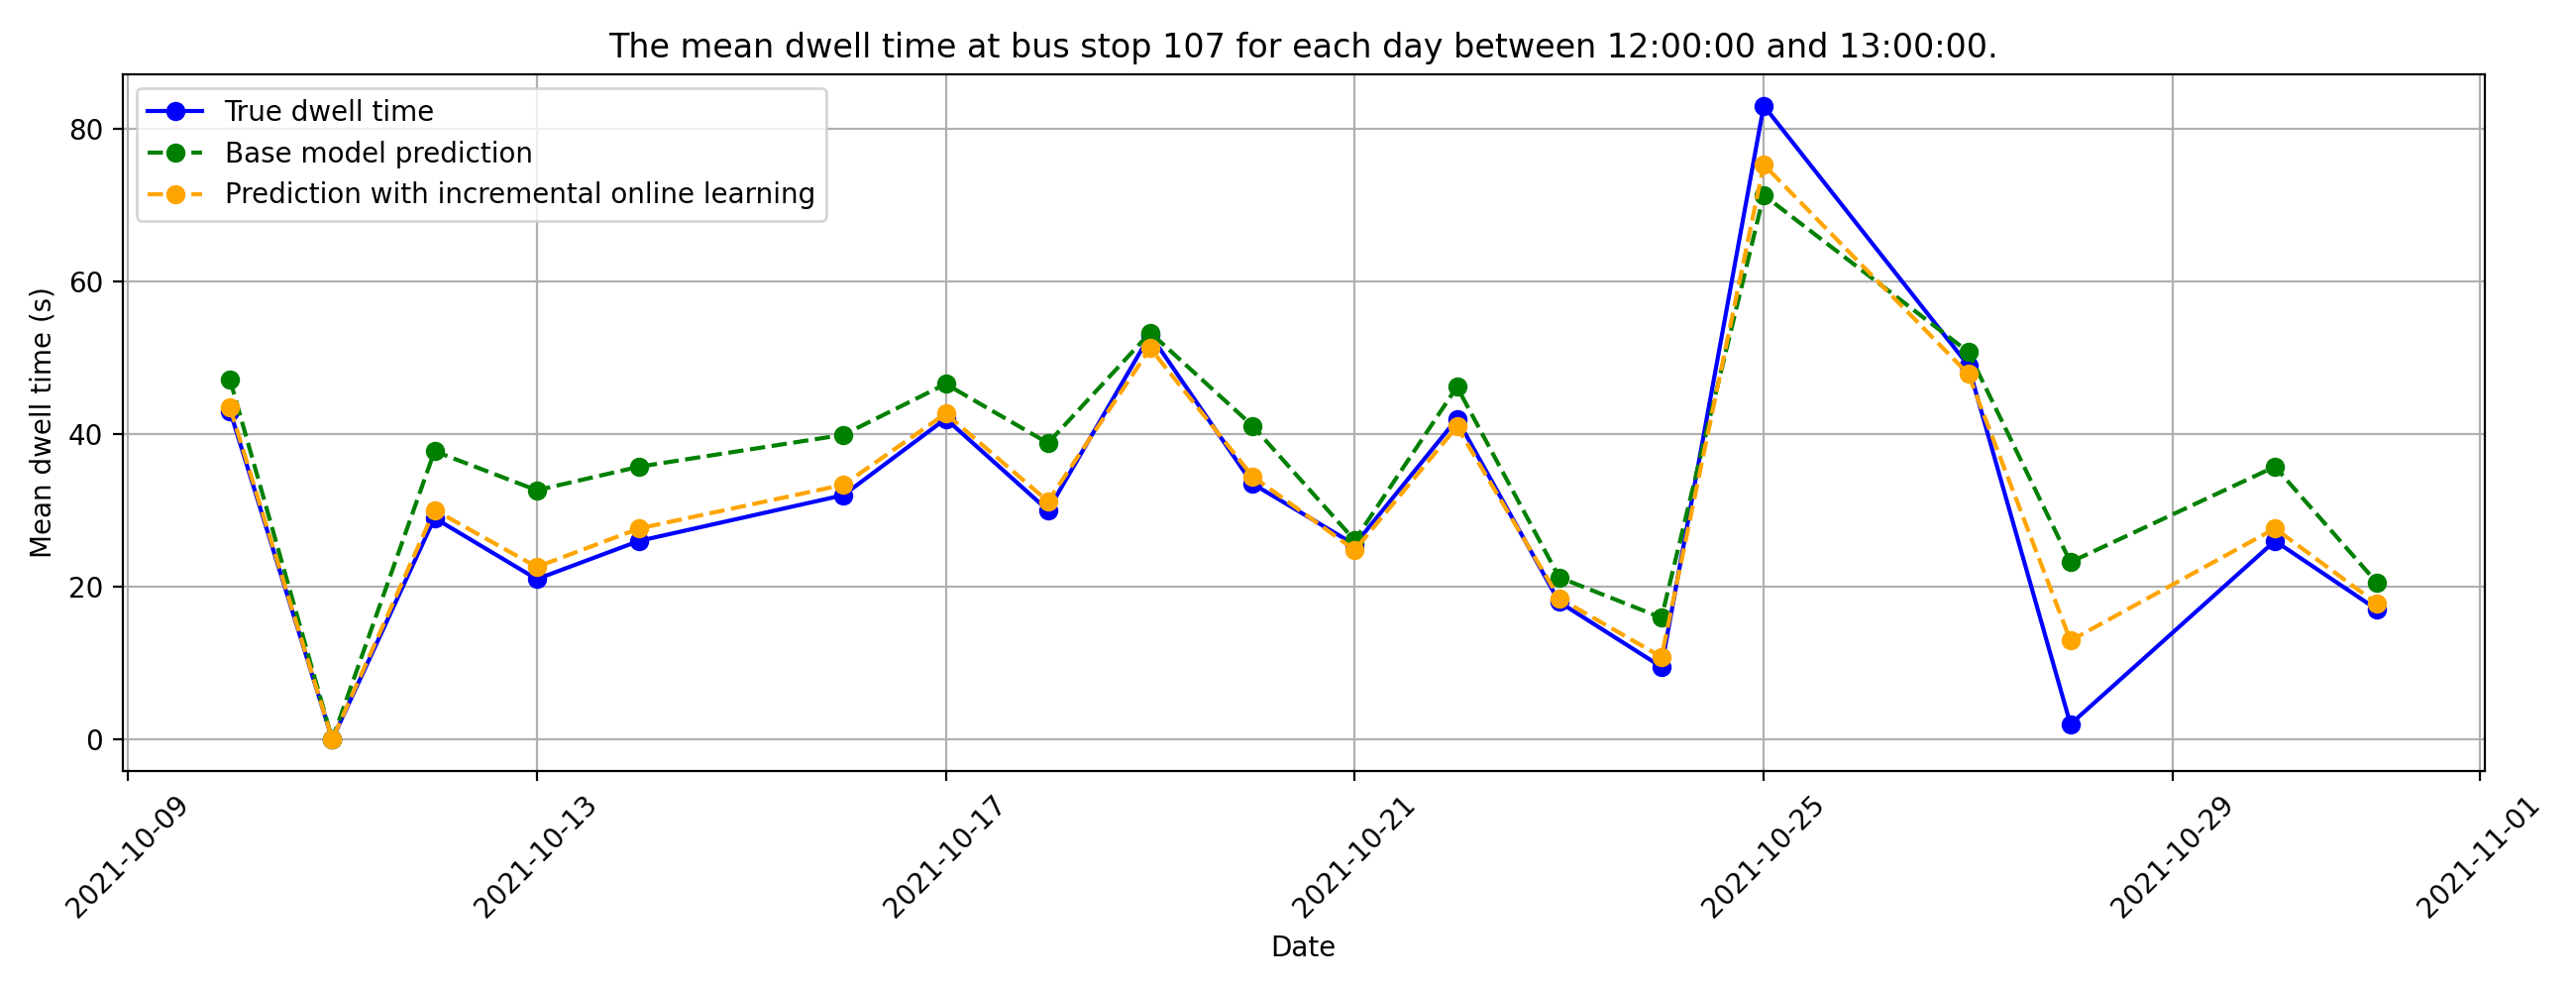 The mean dwell time at bus stop 107 for each day between 12:00:00 and 13:00:00.
True dwell time
Base model prediction
Prediction with incremental online learning
Mean dwell time (s)
80
60
40
20
0
2021-10-09
2021-10-13
2021-10-17
2021-10-21
2021-10-25
2021-10-29
2021-11-01
Date